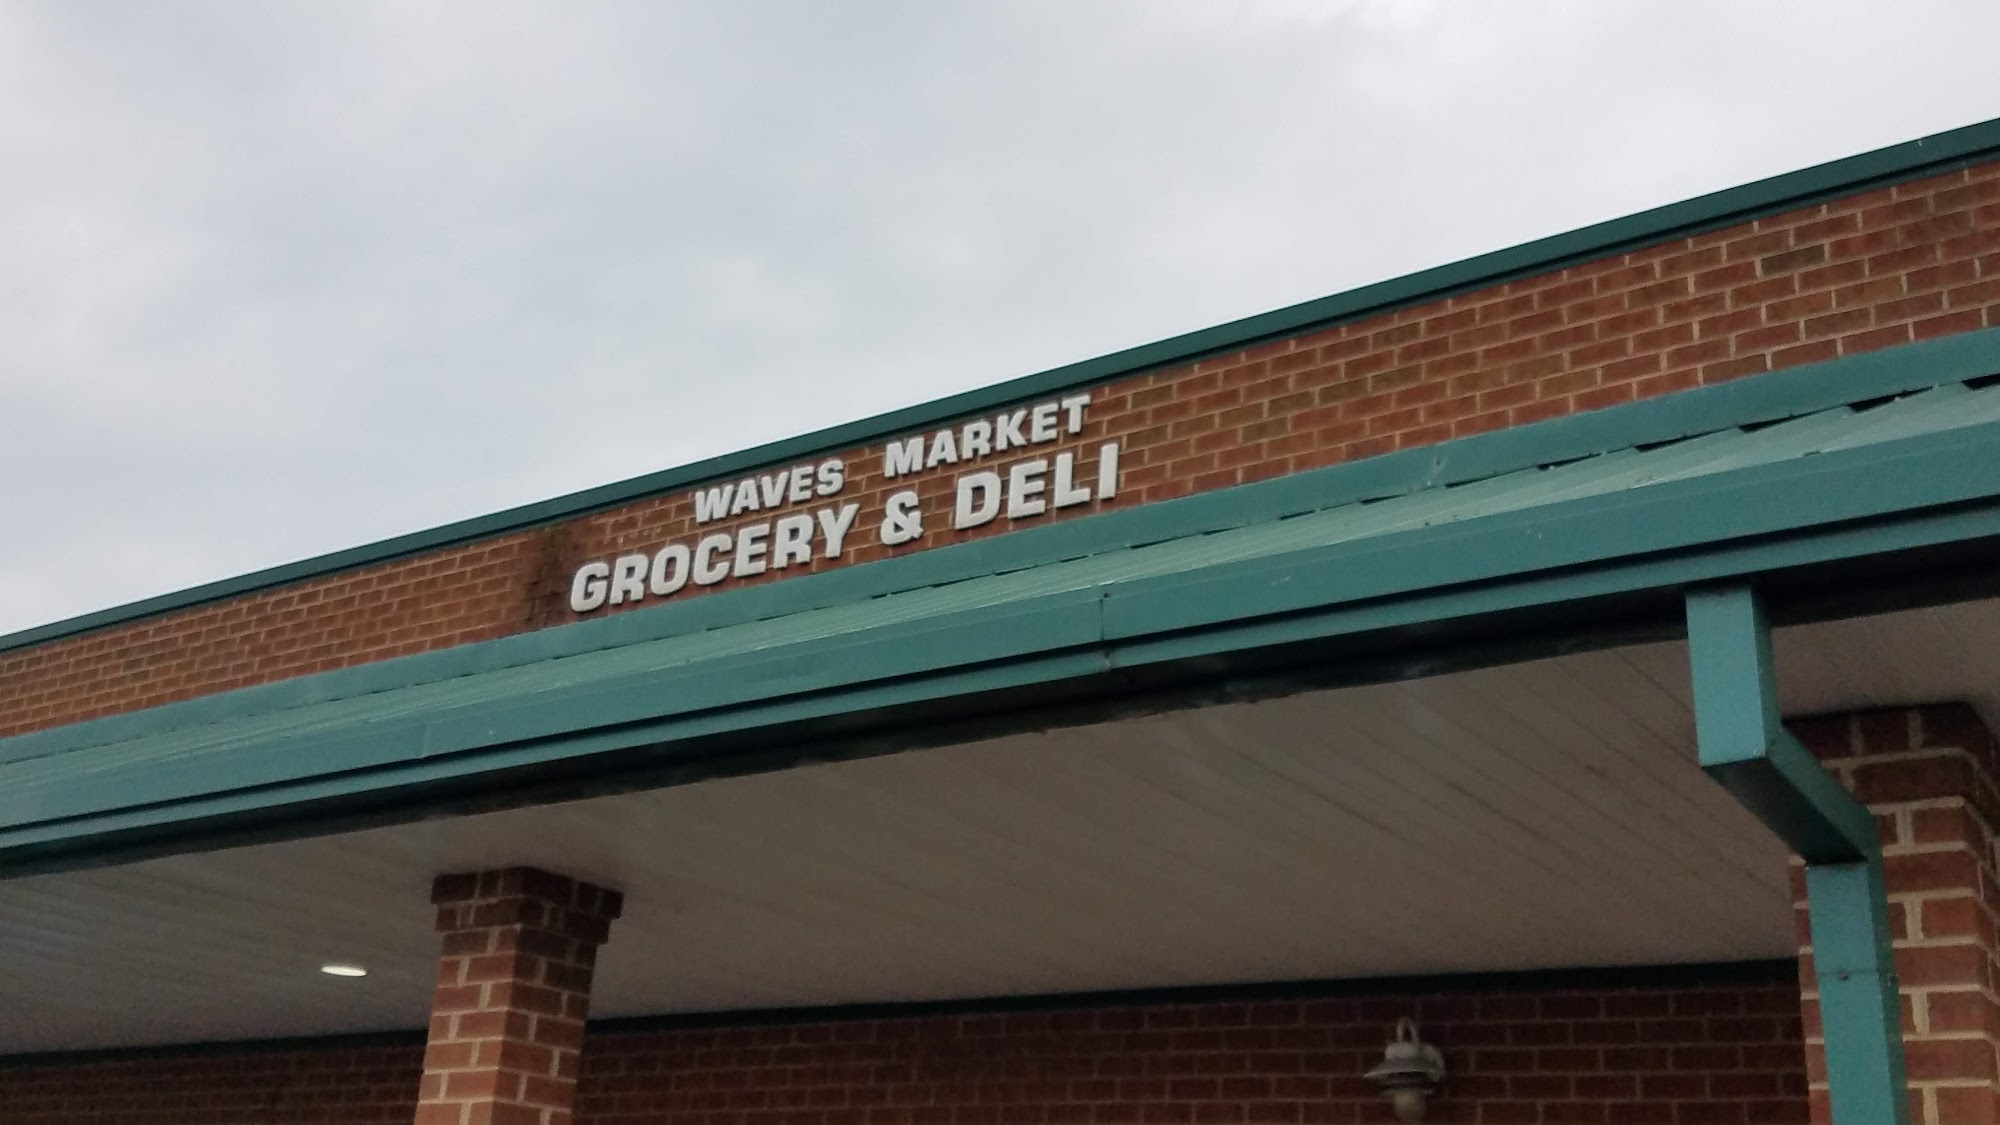 WAVES MARKET
GROCERY & DELI